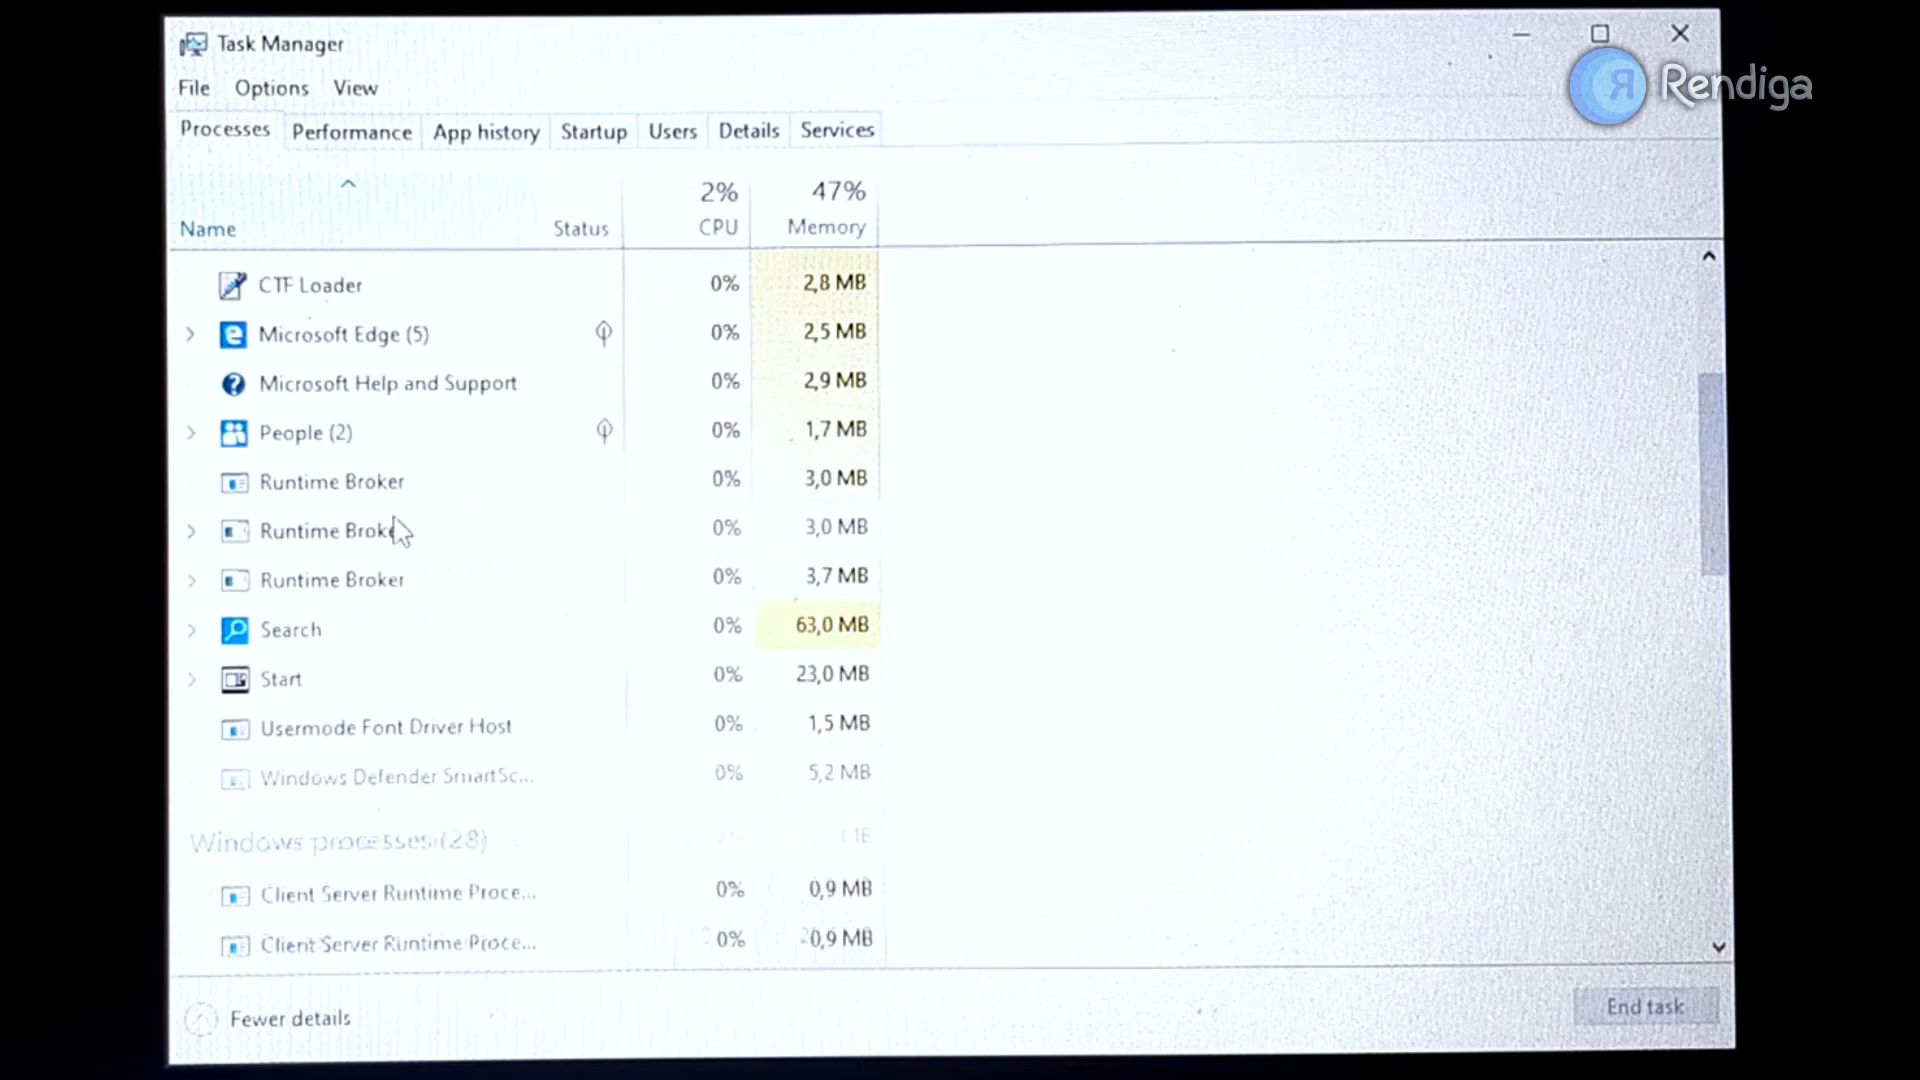 Task Manager
Rendiga
File Options View
Processes Performance App history Startup Users Details Services
2% 47%
Name Status CPU Memory
CTF Loader 0% 2,8 MB
Microsoft Edge (5) 0% 2,5 MB
Microsoft Help and Support 0% 2,9 MB
People (2) 0% 1,7 MB
Runtime Broker 0% 3,0 MB
Runtime Broke 0% 3,0 MB
Runtime Broker 0% 3,7 MB
Search 0% 63,0 MB
Start 0% 23,0 MB
Usermode Font Driver Host 0% 1,5 MB
Windows Defender SmartSc... 0% 5,2 MB
Windows processes (28)
Client Server Runtime Proce... 0% 0,9 MB
Client Server Runtime Proce... 0% 0,9 MB
Fewer details End task